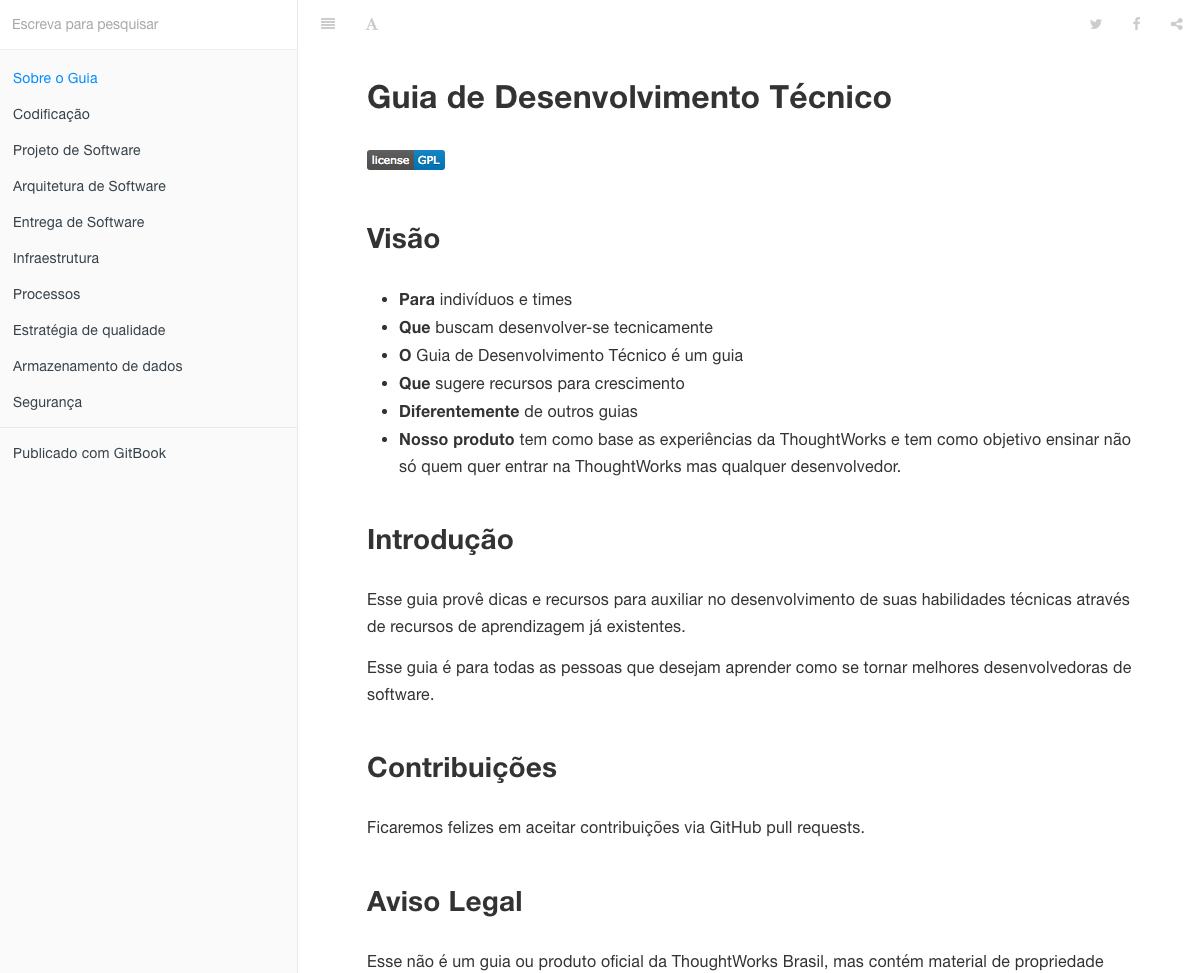 Escreva para pesquisar
Sobre o Guia
Codificação
Projeto de Software
Arquitetura de Software
Entrega de Software
Infraestrutura
Processos
Estratégia de qualidade
Armazenamento de dados
Segurança
Publicado com GitBook
A
Guia de Desenvolvimento Técnico
license GPL
Visão
Para indivíduos e times
Que buscam desenvolver-se tecnicamente
O Guia de Desenvolvimento Técnico é um guia
Que sugere recursos para crescimento
Diferentemente de outros guias
Nosso produto tem como base as experiências da ThoughtWorks e tem como objetivo ensinar não
só quem quer entrar na ThoughtWorks mas qualquer desenvolvedor.
Introdução
Esse guia provê dicas e recursos para auxiliar no desenvolvimento de suas habilidades técnicas através
de recursos de aprendizagem já existentes.
Esse guia é para todas as pessoas que desejam aprender como se tornar melhores desenvolvedoras de
software.
Contribuições
Ficaremos felizes em aceitar contribuições via GitHub pull requests.
Aviso Legal
Esse não é um guia ou produto oficial da ThoughtWorks Brasil, mas contém material de propriedade